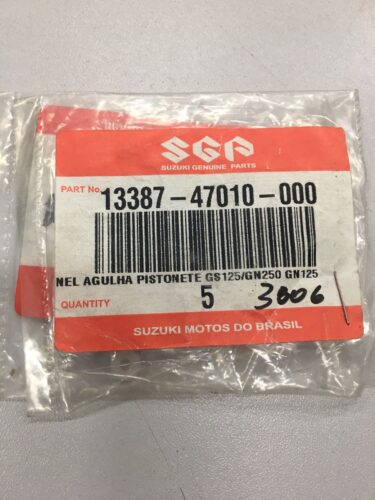 SGP
SUZUKI GENUINE PARTS
PART No. 13387-47010-000
NEL AGULHA PISTONETE GS125/GN250 GN125
QUANTITY 5 3006
SUZUKI MOTOS DO BRASIL